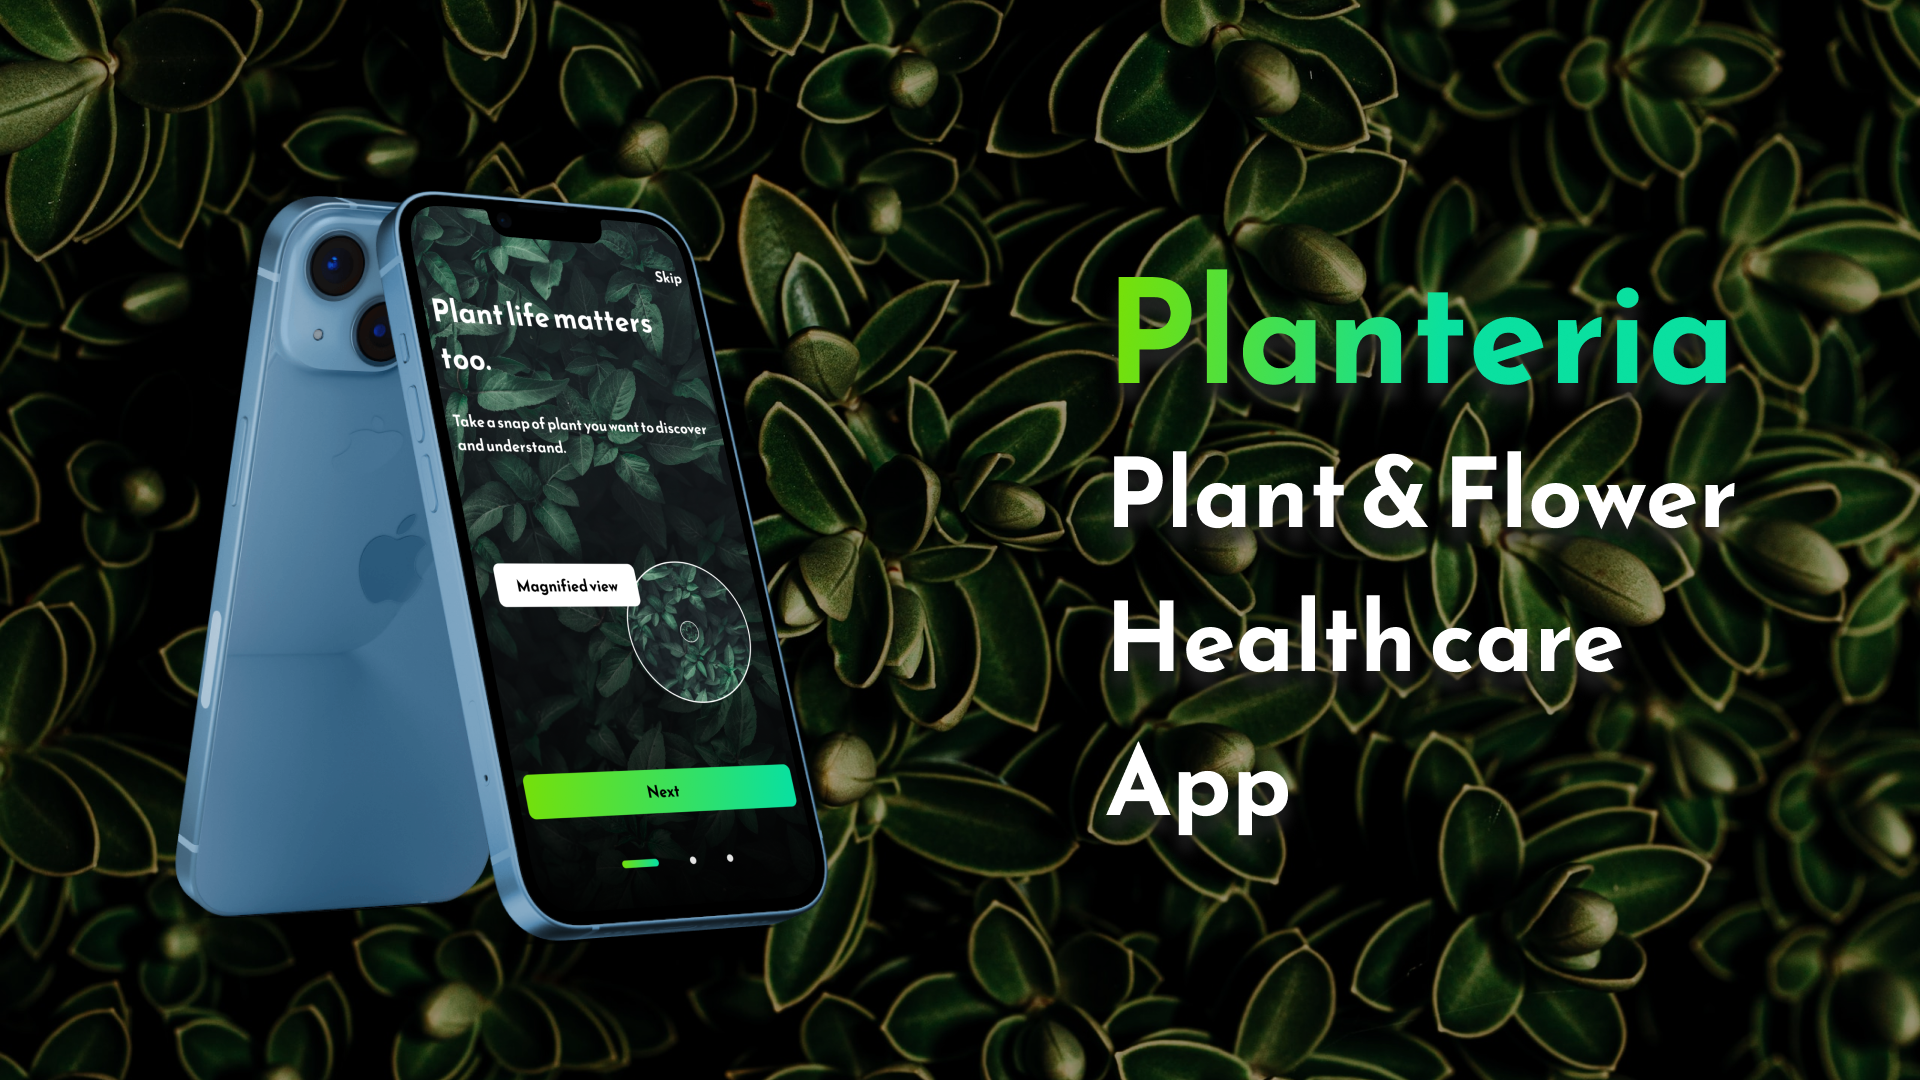 Skip
Plant life matters
too.
Take a snap of plant you want to discover
and understand.
Magnified view
Next
Planteria
Plant & Flower
Health care
App